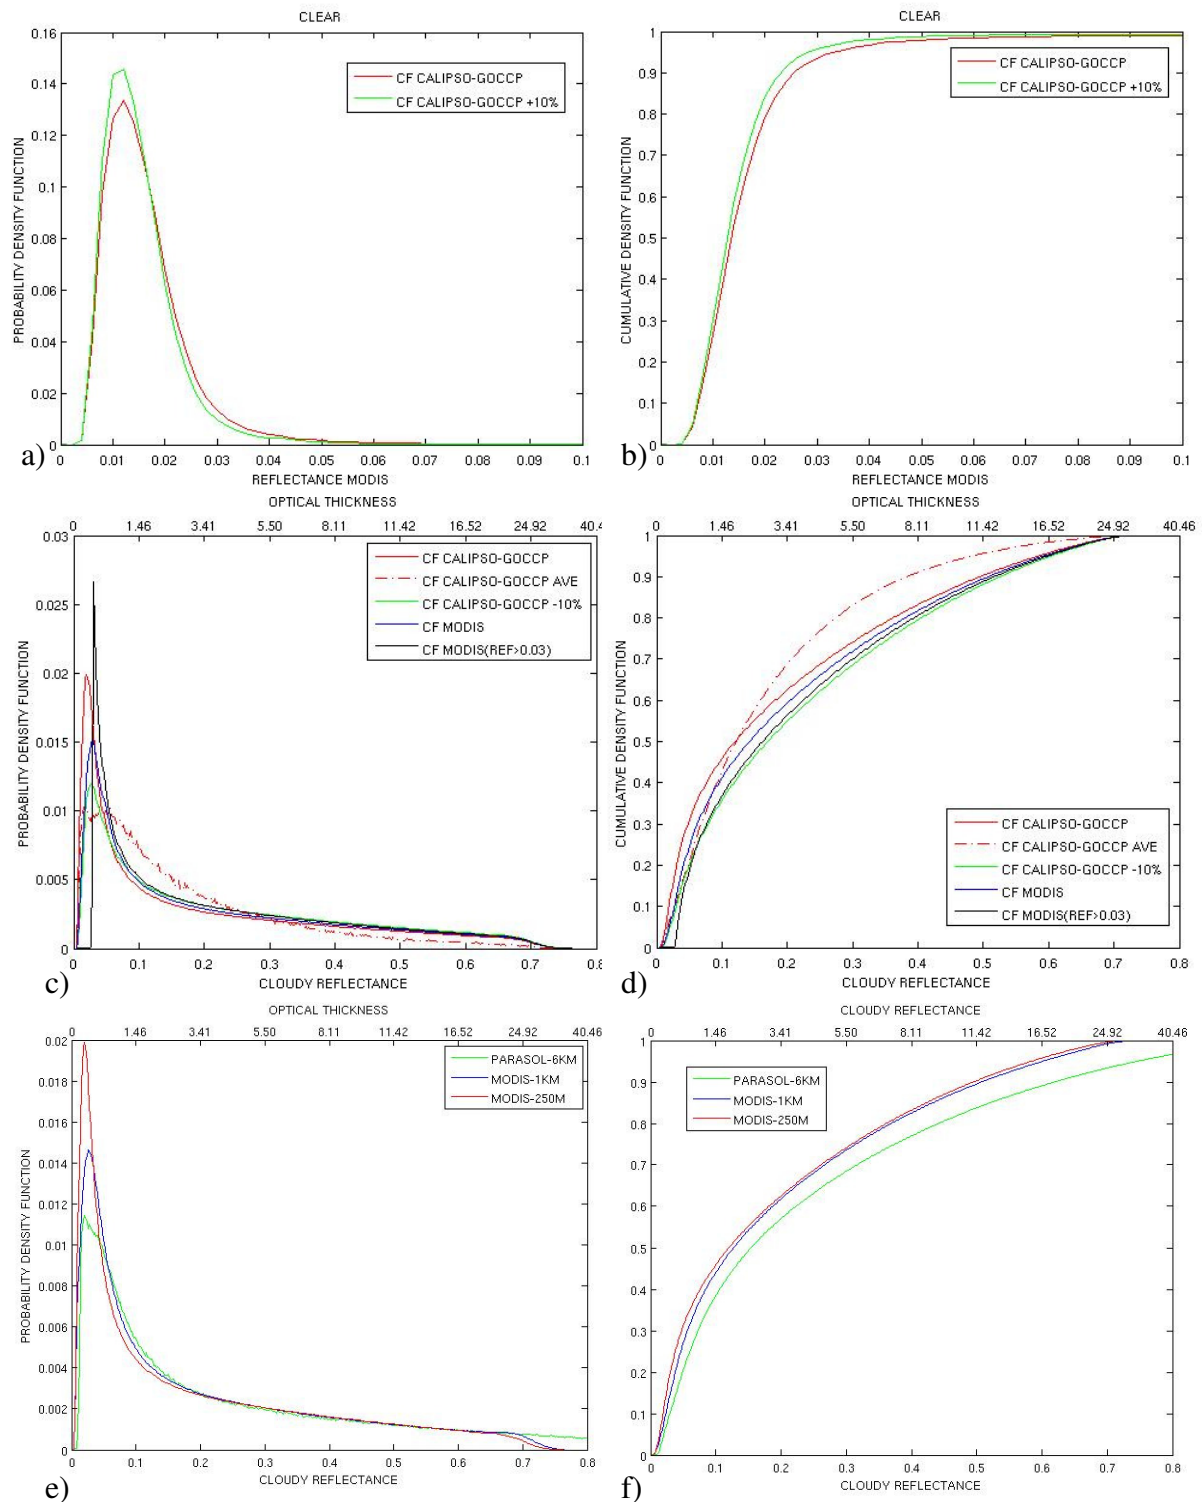 CLEAR
0.16
0.14
0.12
0.1
0.08
0.06
0.04
0.02
0
PROBABILITY DENSITY FUNCTION
CF CALIPSO-GOCCP
CF CALIPSO-GOCCP +10%
0 0.01 0.02 0.03 0.04 0.05 0.06 0.07 0.08 0.09 0.1
REFLECTANCE MODIS
a)
CLEAR
1
0.9
0.8
0.7
0.6
0.5
0.4
0.3
0.2
0.1
0
CUMULATIVE DENSITY FUNCTION
CF CALIPSO-GOCCP
CF CALIPSO-GOCCP +10%
0 0.01 0.02 0.03 0.04 0.05 0.06 0.07 0.08 0.09 0.1
REFLECTANCE MODIS
b)
OPTICAL THICKNESS
0 1.46 3.41 5.50 8.11 11.42 16.52 24.92 40.4
0.03
0.025
0.02
0.015
0.01
0.005
0
PROBABILITY DENSITY FUNCTION
CF CALIPSO-GOCCP
CF CALIPSO-GOCCP AVE
CF CALIPSO-GOCCP -10%
CF MODIS
CF MODIS(REF>0.03)
0 0.1 0.2 0.3 0.4 0.5 0.6 0.7 0.8
CLOUDY REFLECTANCE
c)
OPTICAL THICKNESS
0 1.46 3.41 5.50 8.11 11.42 16.52 24.92 40.46
1
0.9
0.8
0.7
0.6
0.5
0.4
0.3
0.2
0.1
0
CUMULATIVE DENSITY FUNCTION
CF CALIPSO-GOCCP
CF CALIPSO-GOCCP AVE
CF CALIPSO-GOCCP -10%
CF MODIS
CF MODIS(REF>0.03)
0 0.1 0.2 0.3 0.4 0.5 0.6 0.7 0.8
CLOUDY REFLECTANCE
d)
OPTICAL THICKNESS
0 1.46 3.41 5.50 8.11 11.42 16.52 24.92 40.46
0.02
0.018
0.016
0.014
0.012
0.01
0.008
0.006
0.004
0.002
0
PROBABILITY DENSITY FUNCTION
PARASOL-6KM
MODIS-1KM
MODIS-250M
0 0.1 0.2 0.3 0.4 0.5 0.6 0.7 0.8
CLOUDY REFLECTANCE
e)
CLOUDY REFLECTANCE
0 1.46 3.41 5.50 8.11 11.42 16.52 24.92 40.46
1
0.9
0.8
0.7
0.6
0.5
0.4
0.3
0.2
0.1
0
PARASOL-6KM
MODIS-1KM
MODIS-250M
0 0.1 0.2 0.3 0.4 0.5 0.6 0.7 0.8
CLOUDY REFLECTANCE
f)